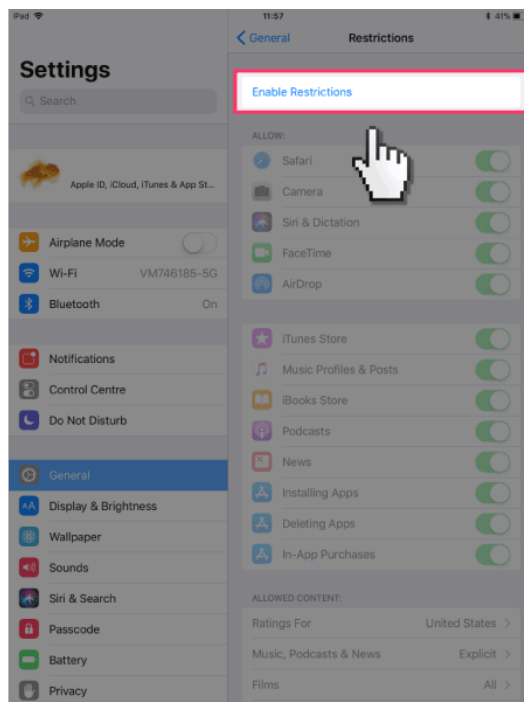 iPad
11:57
41%
General
Restrictions
Settings
Search
Enable Restrictions
ALLOW:
Safari
Camera
Siri & Dictation
FaceTime
AirDrop
Apple ID, iCloud, iTunes & App St...
Airplane Mode
Wi-Fi VM746185-5G
Bluetooth On
Notifications
Control Centre
Do Not Disturb
General
Display & Brightness
Wallpaper
Sounds
Siri & Search
Passcode
Battery
Privacy
iTunes Store
Music Profiles & Posts
iBooks Store
Podcasts
News
Installing Apps
Deleting Apps
In-App Purchases
ALLOWED CONTENT:
Ratings For United States
Music, Podcasts & News Explicit
Films All